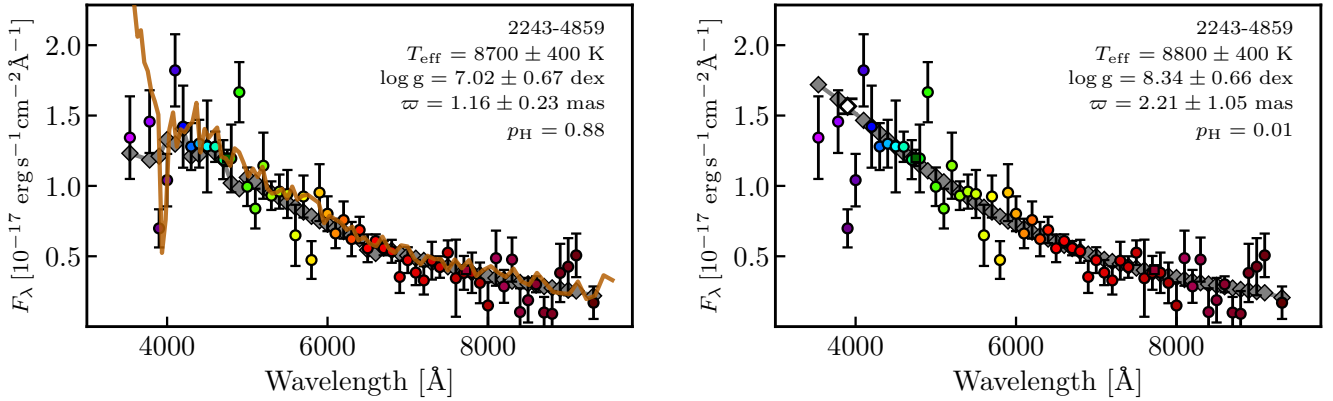 2243-4859
T_eff = 8700 ± 400 K
log g = 7.02 ± 0.67 dex
ϖ = 1.16 ± 0.23 mas
p_H = 0.88
F_λ [10⁻¹⁷ erg s⁻¹ cm⁻² Å⁻¹]
2.0
1.5
1.0
0.5
4000 6000 8000
Wavelength [Å]
2243-4859
T_eff = 8800 ± 400 K
log g = 8.34 ± 0.66 dex
ϖ = 2.21 ± 1.05 mas
p_H = 0.01
F_λ [10⁻¹⁷ erg s⁻¹ cm⁻² Å⁻¹]
2.0
1.5
1.0
0.5
4000 6000 8000
Wavelength [Å]